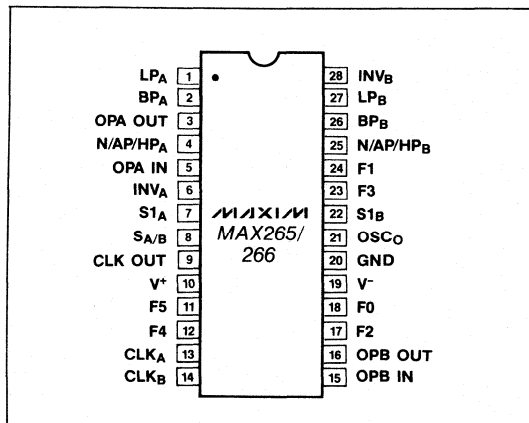 LPA 1 28 INVB
BPA 2 27 LPB
OPA OUT 3 26 BPB
N/AP/HPA 4 25 N/AP/HPB
OPA IN 5 24 F1
INVA 6 23 F3
S1A 7 MAXIM 22 S1B
SA/B 8 MAX265/ 21 OSCO
CLK OUT 9 266 20 GND
V+ 10 19 V−
F5 11 18 F0
F4 12 17 F2
CLKA 13 16 OPB OUT
CLKB 14 15 OPB IN